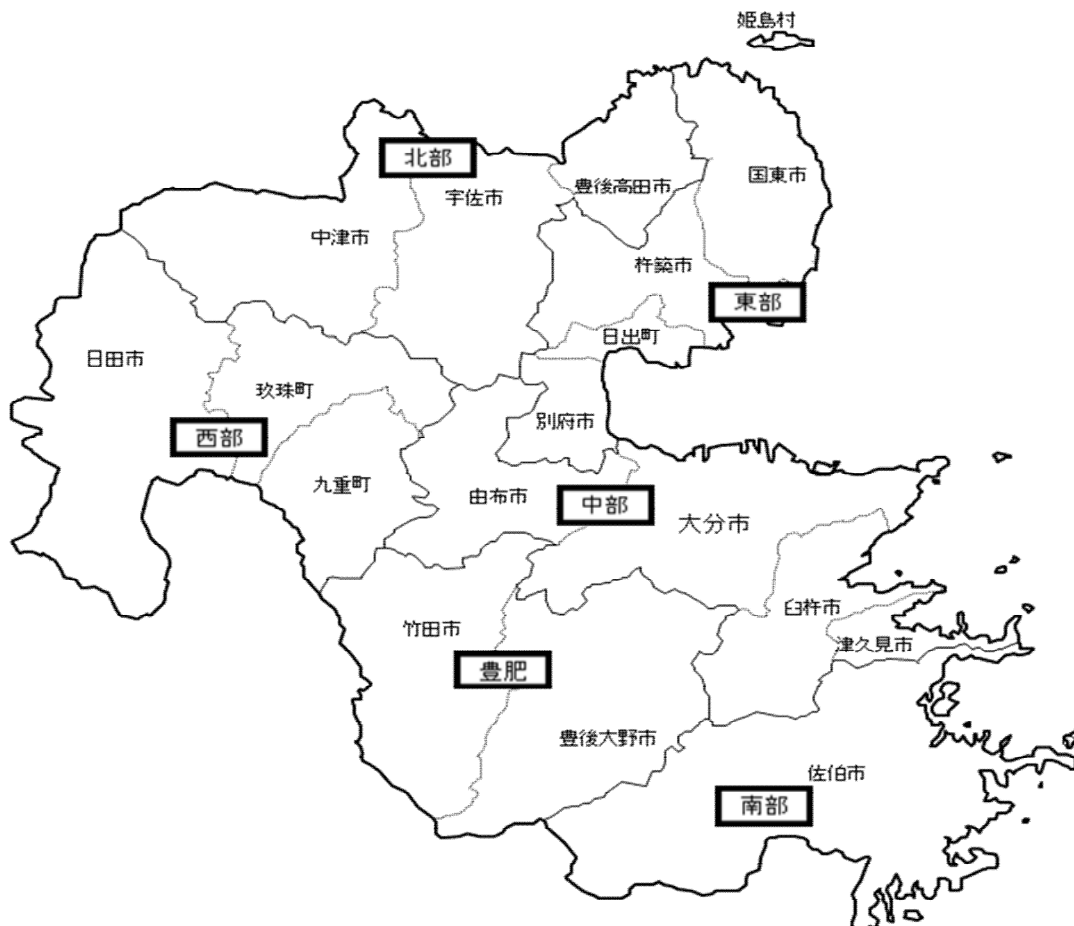 姫島村
北部
国東市
豊後高田市
宇佐市
中津市
杵築市
東部
日出町
日田市
玖珠町
別府市
西部
九重町
由布市
中部
大分市
臼杵市
竹田市
津久見市
豊肥
豊後大野市
佐伯市
南部